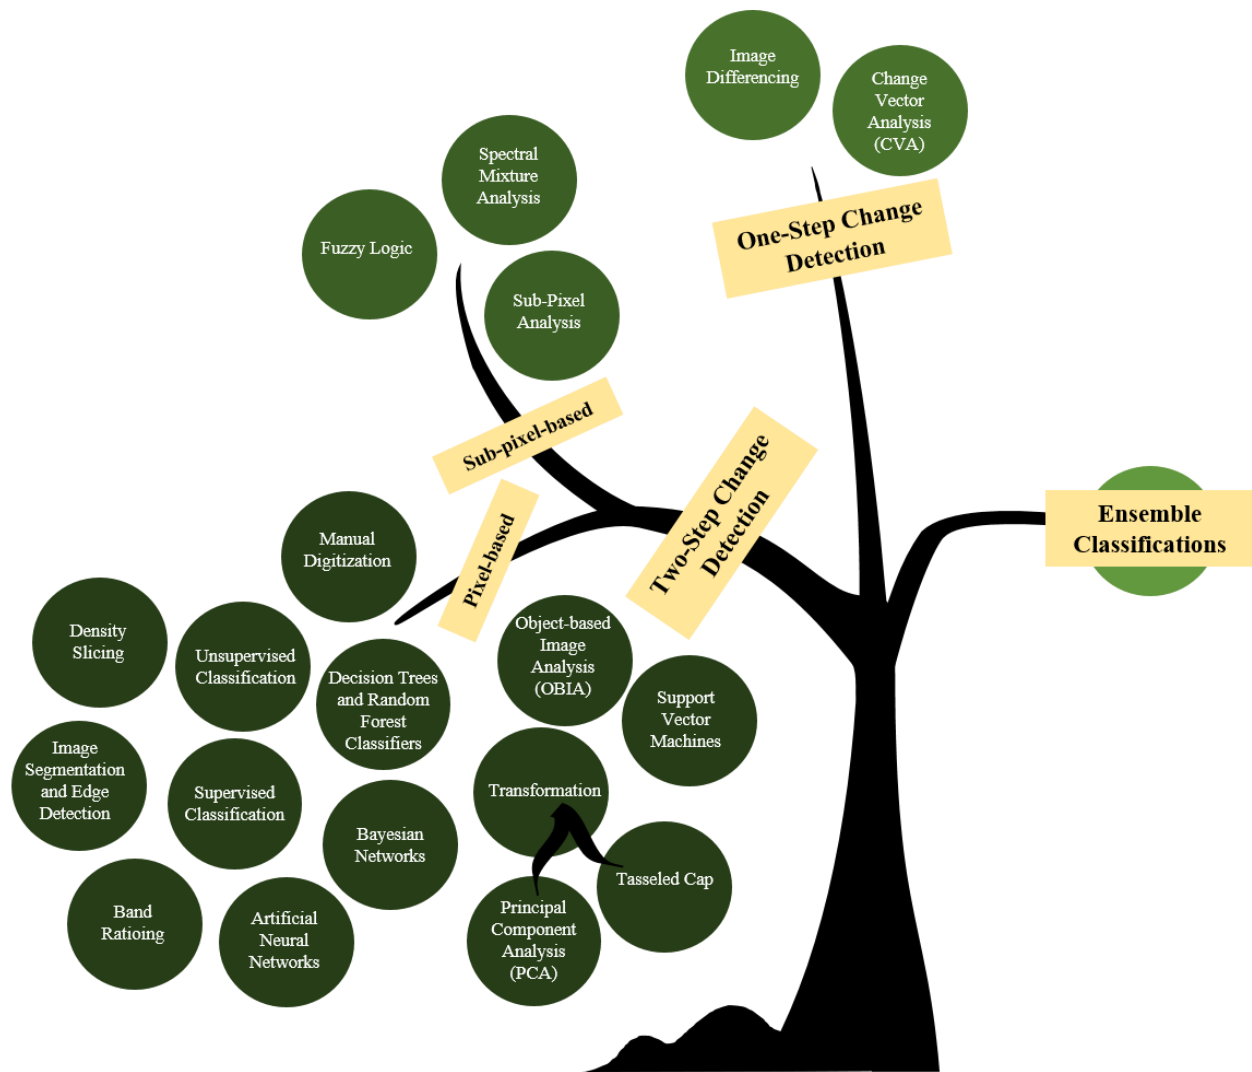 Image
Differencing
Change
Vector
Analysis
(CVA)
One-Step Change
Detection
Spectral
Mixture
Analysis
Fuzzy Logic
Sub-Pixel
Analysis
Sub-pixel-based
Pixel-based
Two-Step Change
Detection
Ensemble
Classifications
Manual
Digitization
Density
Slicing
Unsupervised
Classification
Decision Trees
and Random
Forest
Classifiers
Object-based
Image
Analysis
(OBIA)
Support
Vector
Machines
Image
Segmentation
and Edge
Detection
Supervised
Classification
Bayesian
Networks
Transformation
Tasseled Cap
Band
Ratioing
Artificial
Neural
Networks
Principal
Component
Analysis
(PCA)